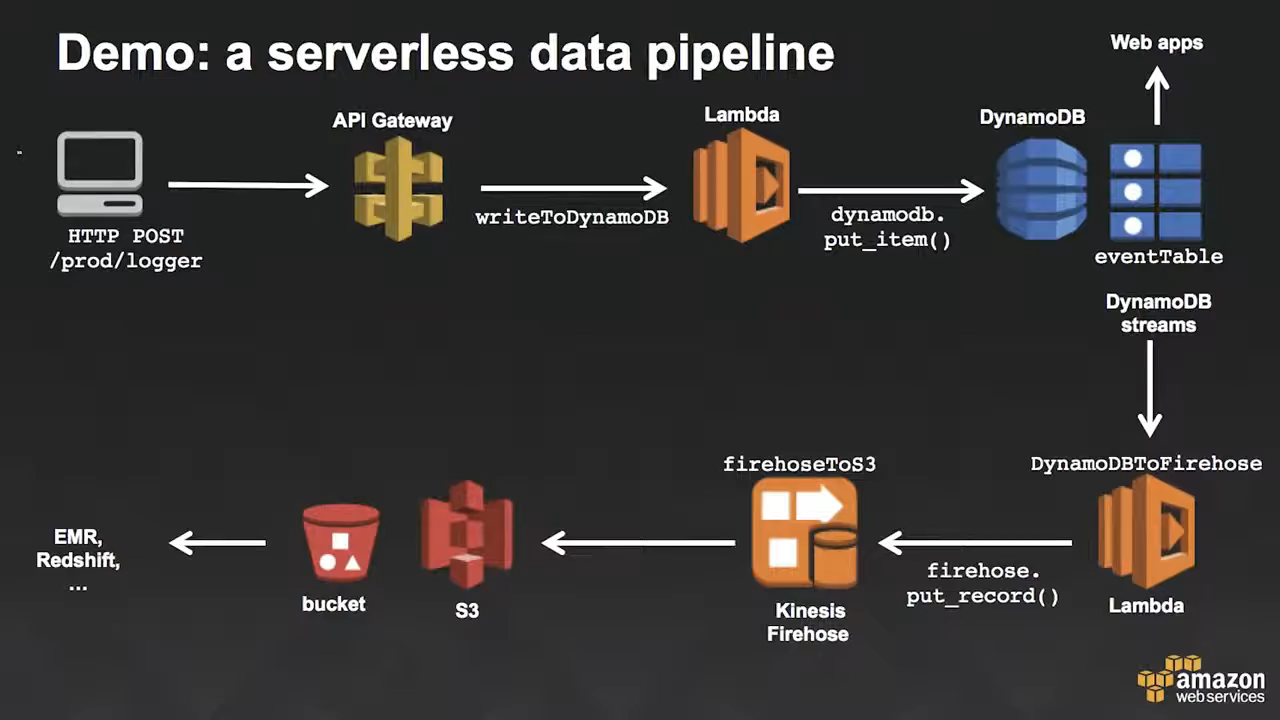 Demo: a serverless data pipeline
Web apps
API Gateway
Lambda
DynamoDB
writeToDynamoDB
dynamodb.
put_item()
HTTP POST
/prod/logger
eventTable
DynamoDB
streams
firehoseToS3
DynamoDBToFirehose
EMR,
Redshift,
...
bucket
S3
Kinesis
Firehose
firehose.
put_record()
Lambda
amazon
web services